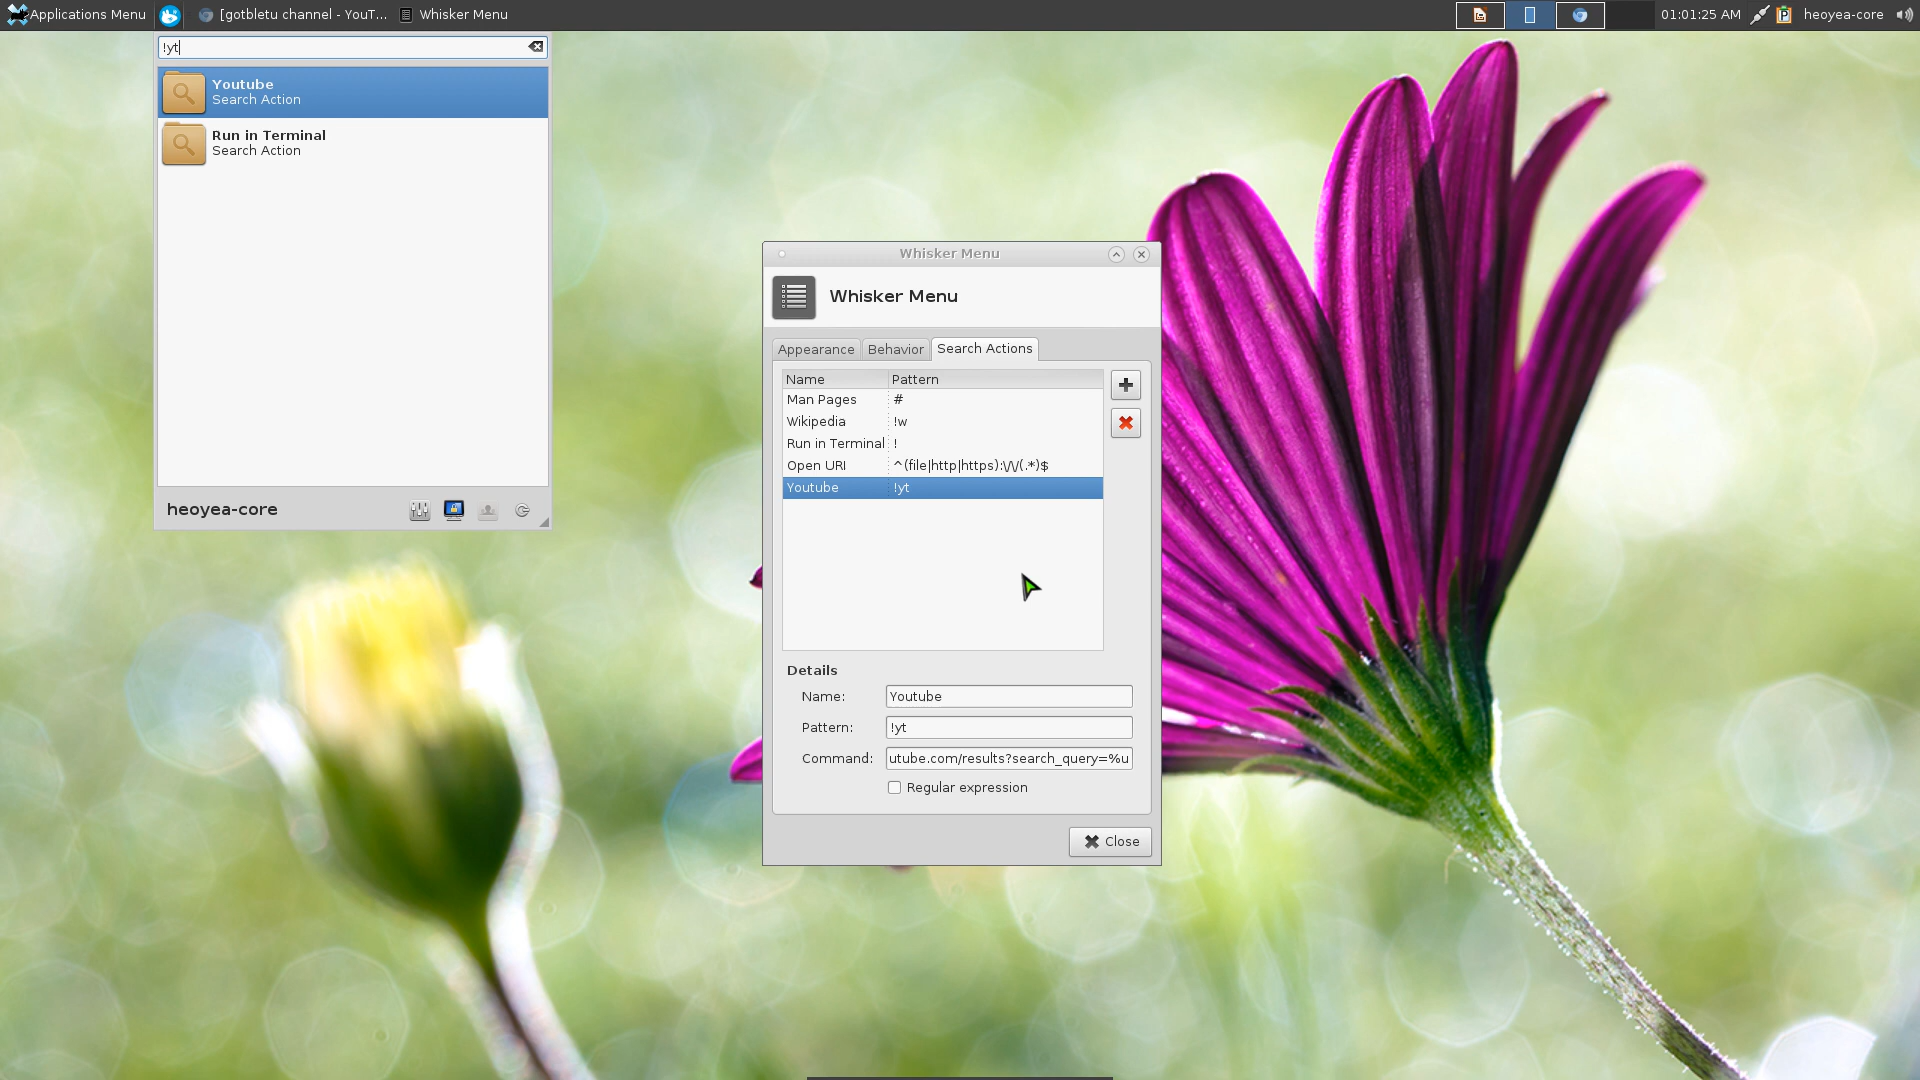 Applications Menu
[gotbletu channel - YouT...
Whisker Menu
01:01:25 AM
heoyea-core
!yt
Youtube
Search Action
Run in Terminal
Search Action
heoyea-core
Whisker Menu
Whisker Menu
Appearance
Behavior
Search Actions
Name Pattern
Man Pages #
Wikipedia !w
Run in Terminal !
Open URI ^(file|http|https):\/\/(.*)$
Youtube !yt
Details
Name: Youtube
Pattern: !yt
Command: utube.com/results?search_query=%u
Regular expression
Close